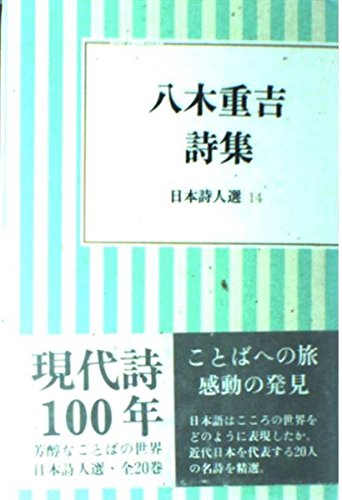 八木重吉
詩集
日本詩人選 14
現代詩
100年
芳醇なことばの世界
日本詩人選・全20巻
ことばへの旅
感動の発見
日本語はこころの世界を
どのように表現したか。
近代日本を代表する20人
の名詩を精選。